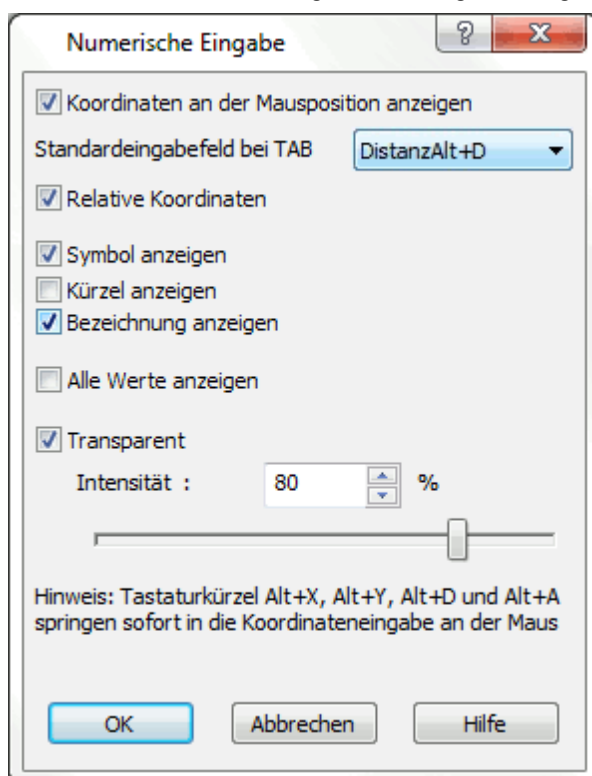 Numerische Eingabe
Koordinaten an der Mausposition anzeigen
Standardeingabefeld bei TAB DistanzAlt+D
Relative Koordinaten
Symbol anzeigen
Kürzel anzeigen
Bezeichnung anzeigen
Alle Werte anzeigen
Transparent
Intensität : 80 %
Hinweis: Tastaturkürzel Alt+X, Alt+Y, Alt+D und Alt+A
springen sofort in die Koordinateneingabe an der Maus
OK Abbrechen Hilfe